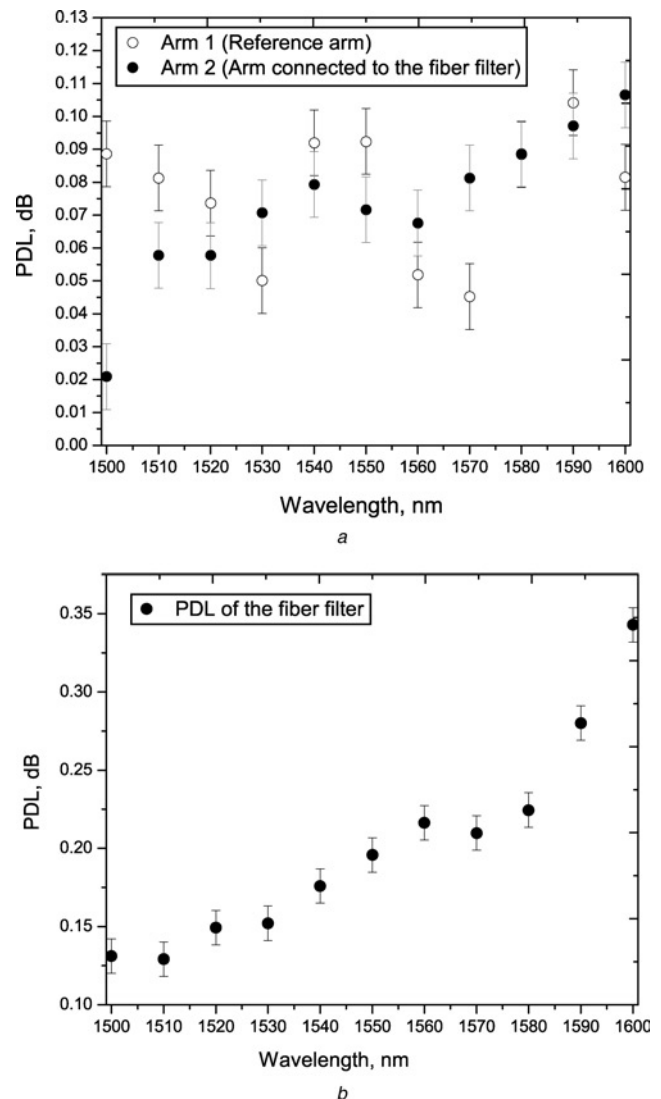 0.13
0.12
0.11
0.10
0.09
0.08
0.07
0.06
0.05
0.04
0.03
0.02
0.01
0.00
PDL, dB
Arm 1 (Reference arm)
Arm 2 (Arm connected to the fiber filter)
1500 1510 1520 1530 1540 1550 1560 1570 1580 1590 1600
Wavelength, nm
a
0.35
0.30
0.25
0.20
0.15
0.10
PDL, dB
PDL of the fiber filter
1500 1510 1520 1530 1540 1550 1560 1570 1580 1590 1600
Wavelength, nm
b